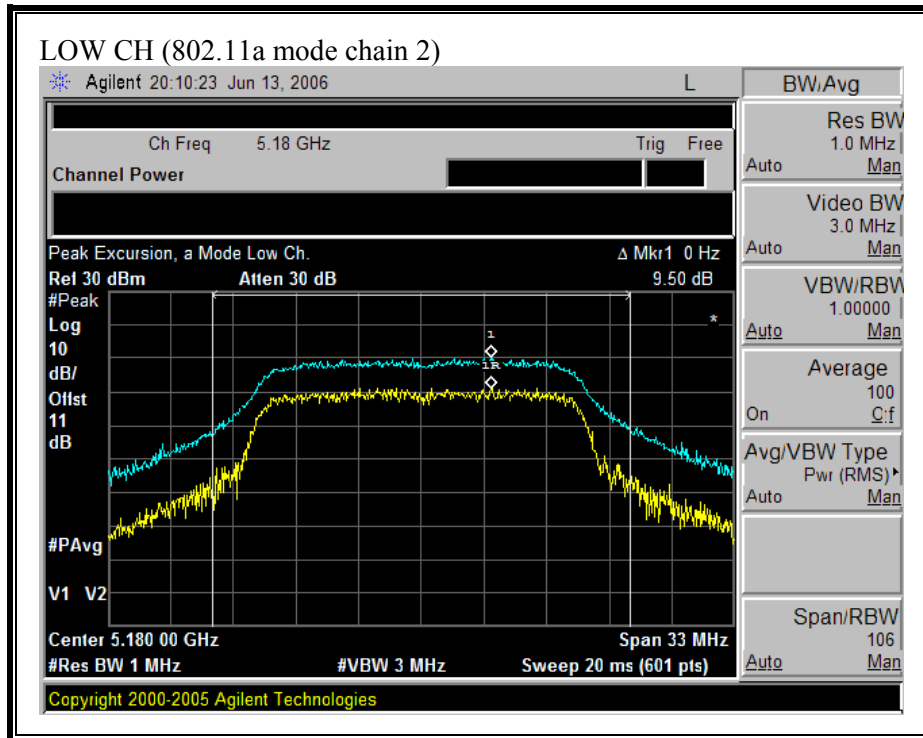 LOW CH (802.11a mode chain 2)
Agilent 20:10:23 Jun 13, 2006 L BW/Avg
Ch Freq 5.18 GHz Trig Free
Channel Power
Peak Excursion, a Mode Low Ch. Δ Mkr1 0 Hz
Ref 30 dBm Atten 30 dB 9.50 dB
#Peak
Log
10
dB/
Offst
11
dB
#PAvg
V1 V2
1
1R
*
Center 5.180 00 GHz Span 33 MHz
#Res BW 1 MHz #VBW 3 MHz Sweep 20 ms (601 pts)
Copyright 2000-2005 Agilent Technologies
Res BW
1.0 MHz
Auto Man
Video BW
3.0 MHz
Auto Man
VBW/RBW
1.00000
Auto Man
Average
100
On Off
Avg/VBW Type
Pwr (RMS)
Auto Man
Span/RBW
106
Auto Man